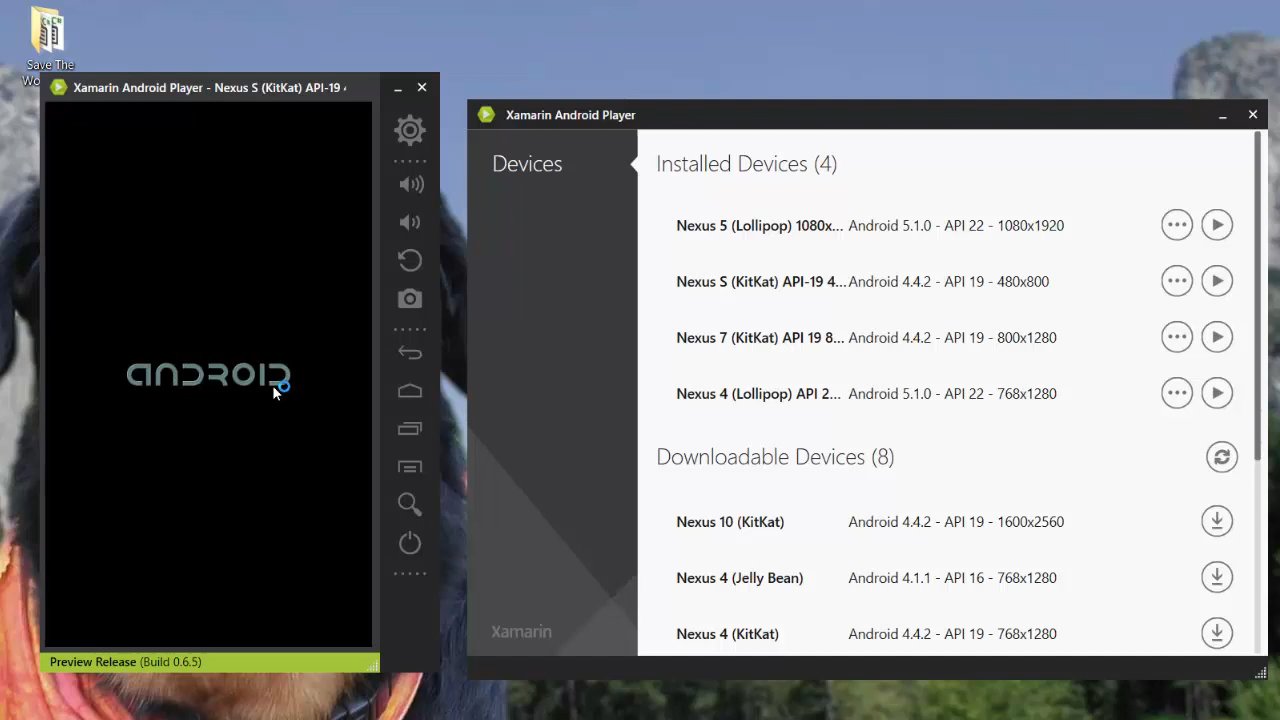 Save The
Wo
Xamarin Android Player - Nexus S (KitKat) API-19
ANDROID
Preview Release (Build 0.6.5)
Xamarin Android Player
Devices
Xamarin
Installed Devices (4)
Nexus 5 (Lollipop) 1080x... Android 5.1.0 - API 22 - 1080x1920
Nexus S (KitKat) API-19 4... Android 4.4.2 - API 19 - 480x800
Nexus 7 (KitKat) API 19 8... Android 4.4.2 - API 19 - 800x1280
Nexus 4 (Lollipop) API 2... Android 5.1.0 - API 22 - 768x1280
Downloadable Devices (8)
Nexus 10 (KitKat) Android 4.4.2 - API 19 - 1600x2560
Nexus 4 (Jelly Bean) Android 4.1.1 - API 16 - 768x1280
Nexus 4 (KitKat) Android 4.4.2 - API 19 - 768x1280